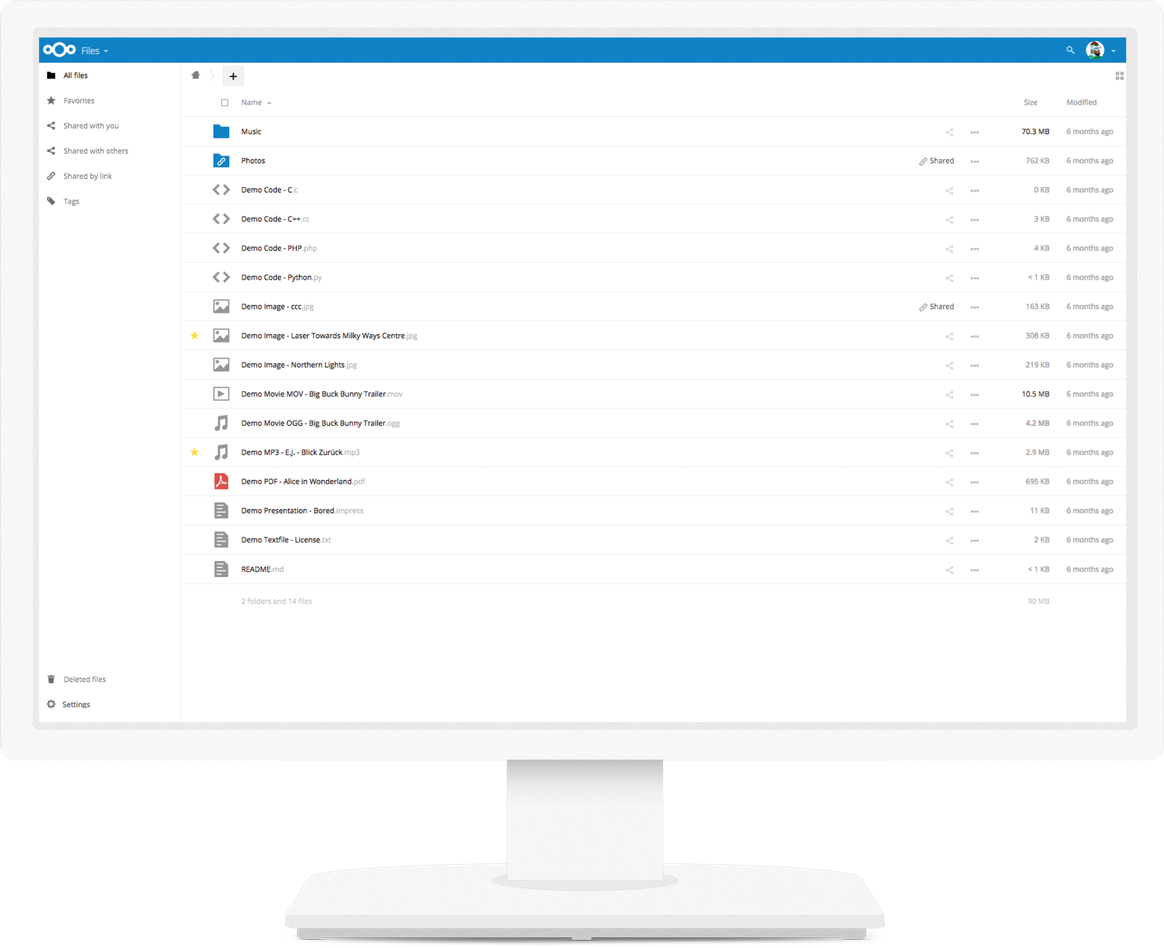 Files
All files
Favorites
Shared with you
Shared with others
Shared by link
Tags
Deleted files
Settings
+
Name Size Modified
Music 70.3 MB 6 months ago
Photos Shared 762 KB 6 months ago
Demo Code - C.c 0 KB 6 months ago
Demo Code - C++.cc 3 KB 6 months ago
Demo Code - PHP.php 4 KB 6 months ago
Demo Code - Python.py < 1 KB 6 months ago
Demo Image - ccc.jpg Shared 163 KB 6 months ago
Demo Image - Laser Towards Milky Ways Centre.jpg 308 KB 6 months ago
Demo Image - Northern Lights.jpg 219 KB 6 months ago
Demo Movie MOV - Big Buck Bunny Trailer.mov 10.5 MB 6 months ago
Demo Movie OGG - Big Buck Bunny Trailer.ogg 4.2 MB 6 months ago
Demo MP3 - E.J. - Blick Zurück.mp3 2.9 MB 6 months ago
Demo PDF - Alice in Wonderland.pdf 695 KB 6 months ago
Demo Presentation - Bored.impress 11 KB 6 months ago
Demo Textfile - License.txt 2 KB 6 months ago
README.md < 1 KB 6 months ago
2 folders and 14 files 90 MB